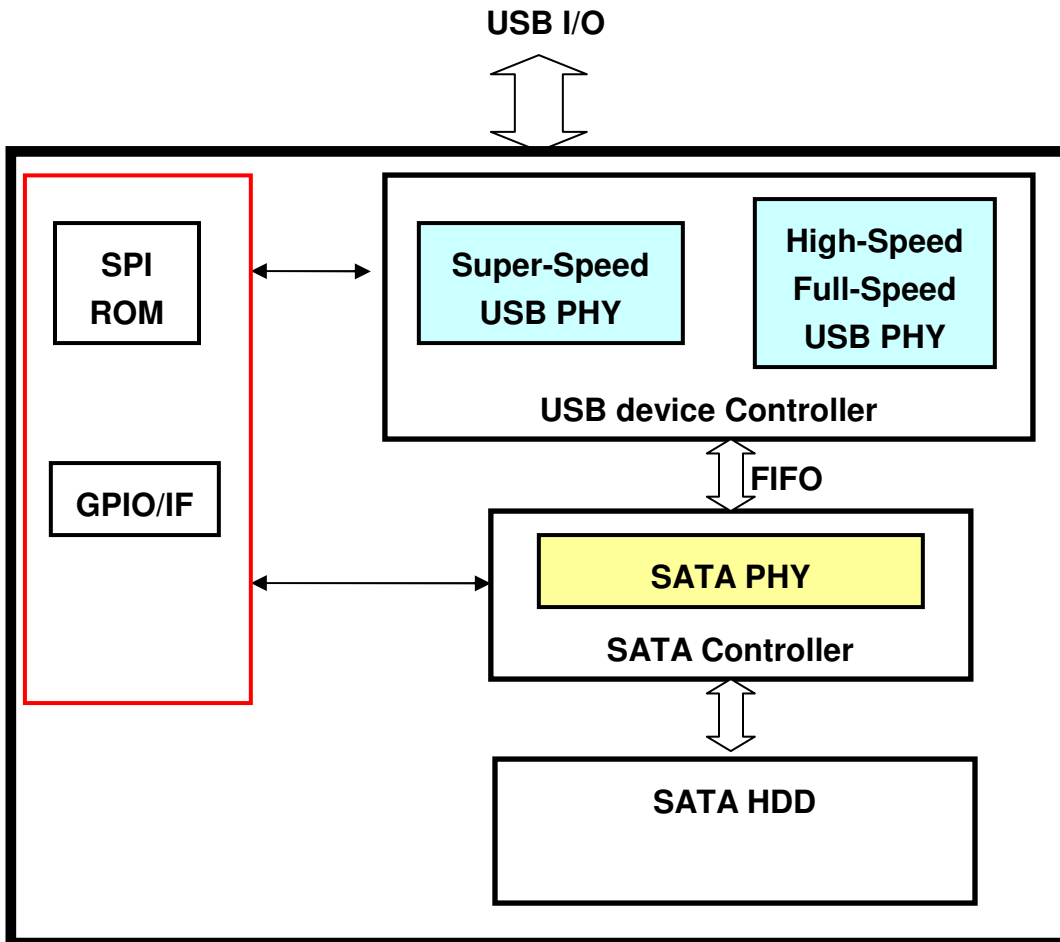 USB I/O
SPI
ROM
Super-Speed
USB PHY
High-Speed
Full-Speed
USB PHY
USB device Controller
GPIO/IF
FIFO
SATA PHY
SATA Controller
SATA HDD